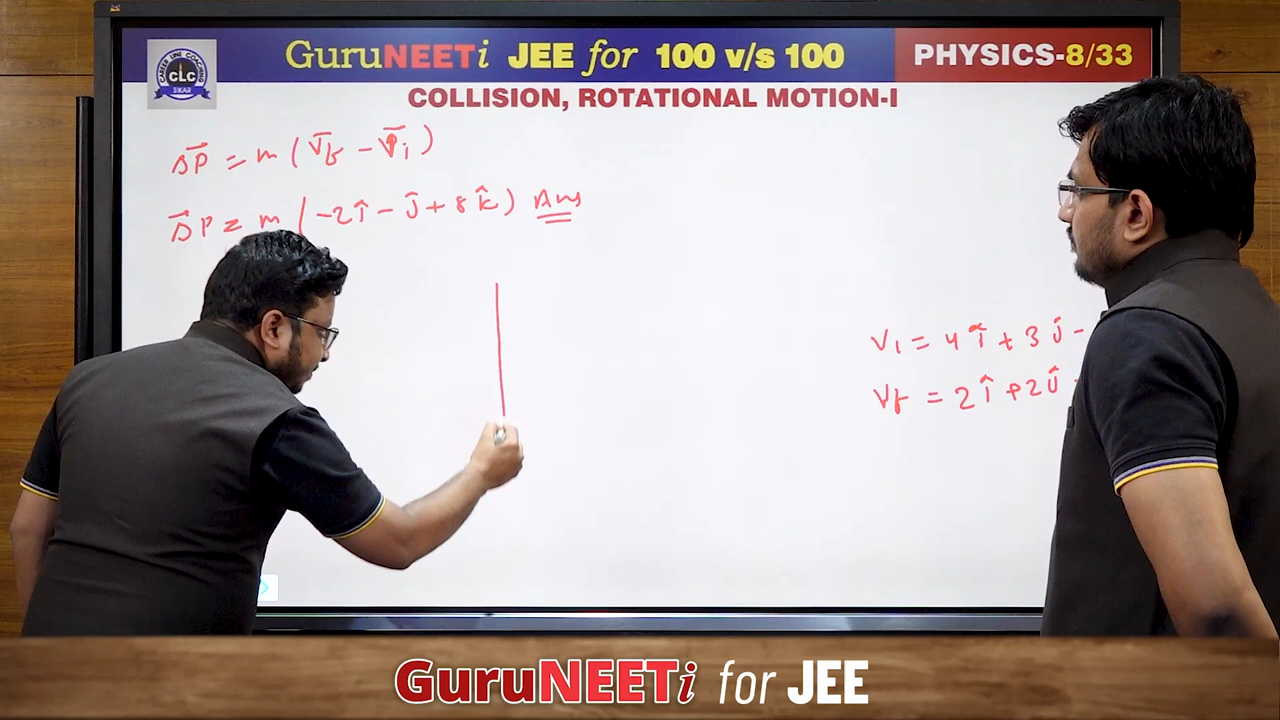 GuruNEETi JEE for 100 v/s 100
PHYSICS-8/33
CAREER LINE COACHING
CLC
SIKAR
COLLISION, ROTATIONAL MOTION-I
ΔP⃗ = m (V̄f - V̄i)
ΔP⃗ = m (-2î - ĵ + 8k̂) Ans
Vi = 4î + 3ĵ -
Vf = 2î + 2ĵ
GuruNEETi for JEE